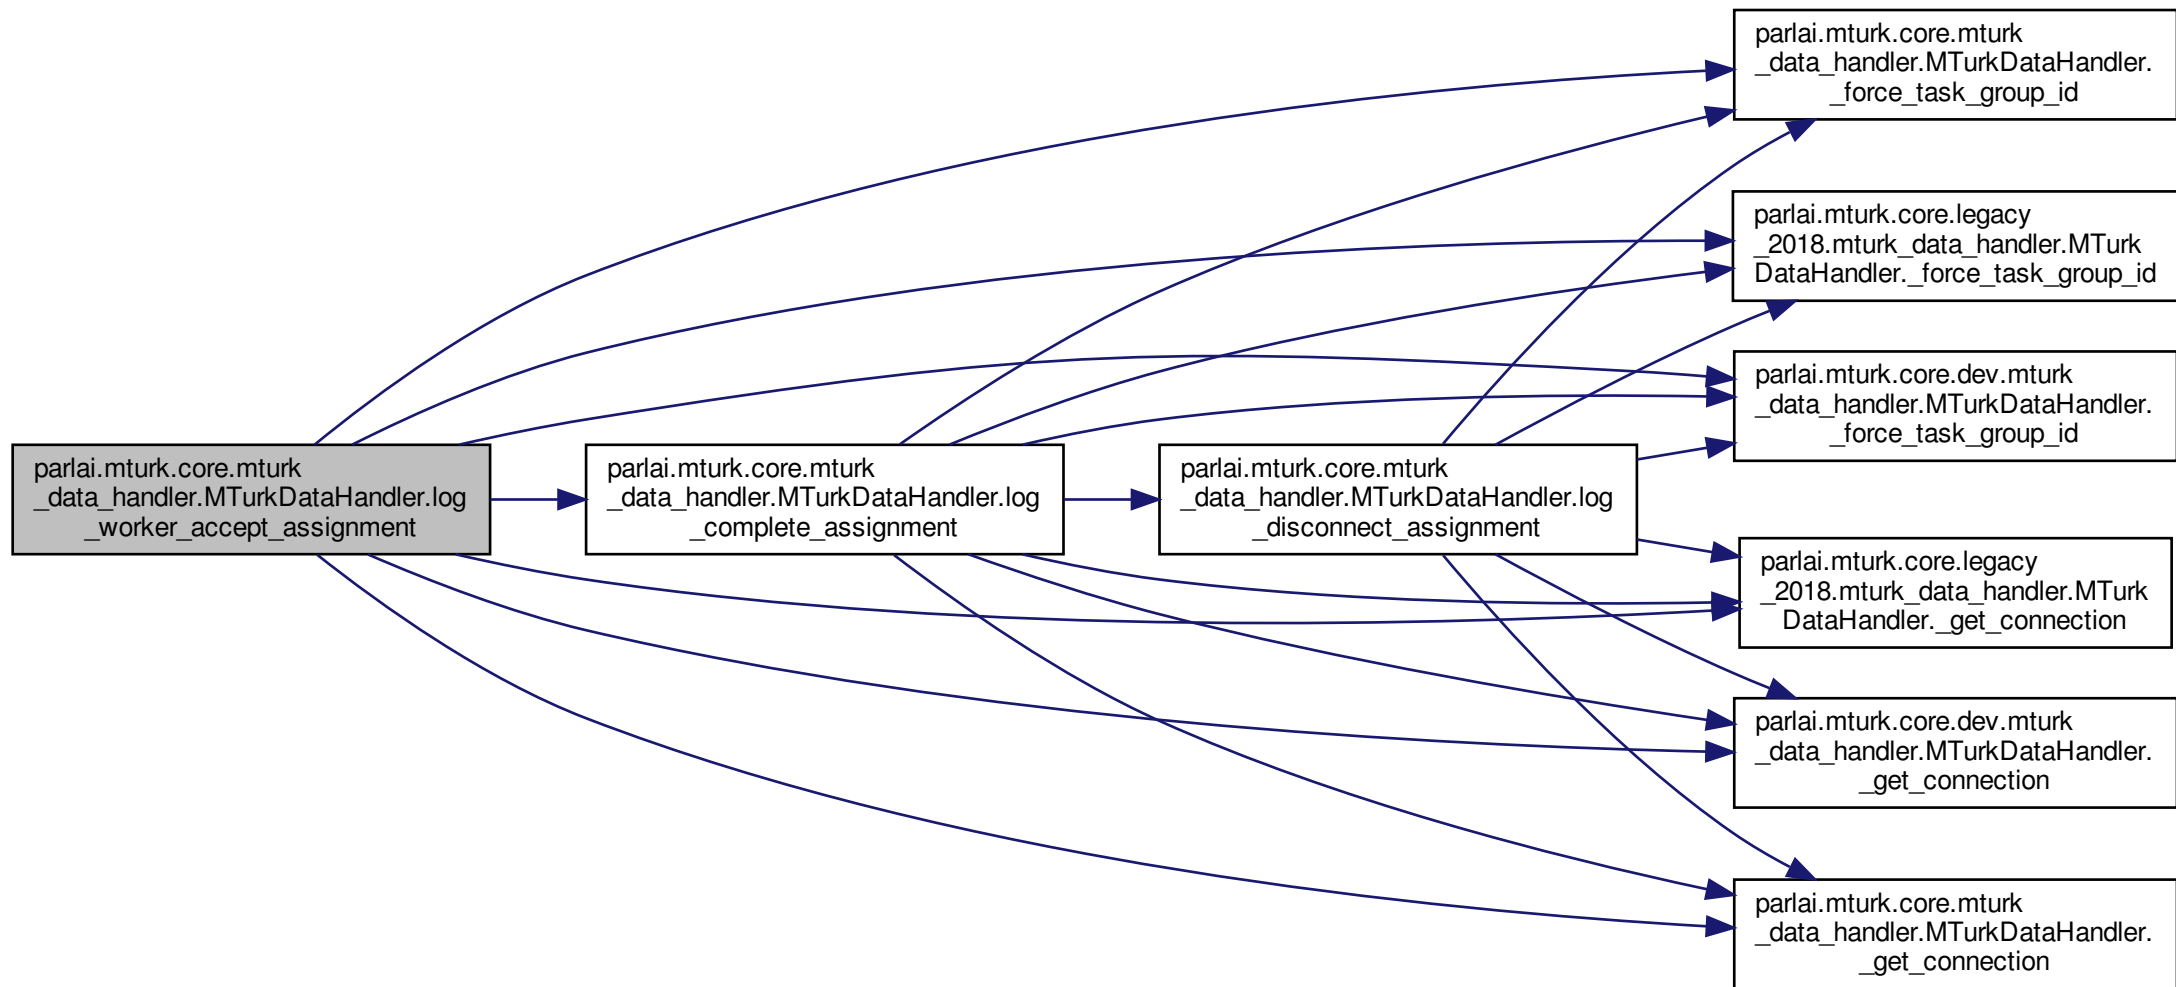 parlai.mturk.core.mturk
_data_handler.MTurkDataHandler.log
_worker_accept_assignment
parlai.mturk.core.mturk
_data_handler.MTurkDataHandler.log
_complete_assignment
parlai.mturk.core.mturk
_data_handler.MTurkDataHandler.log
_disconnect_assignment
parlai.mturk.core.mturk
_data_handler.MTurkDataHandler.
_force_task_group_id
parlai.mturk.core.legacy
_2018.mturk_data_handler.MTurk
DataHandler._force_task_group_id
parlai.mturk.core.dev.mturk
_data_handler.MTurkDataHandler.
_force_task_group_id
parlai.mturk.core.legacy
_2018.mturk_data_handler.MTurk
DataHandler._get_connection
parlai.mturk.core.dev.mturk
_data_handler.MTurkDataHandler.
_get_connection
parlai.mturk.core.mturk
_data_handler.MTurkDataHandler.
_get_connection